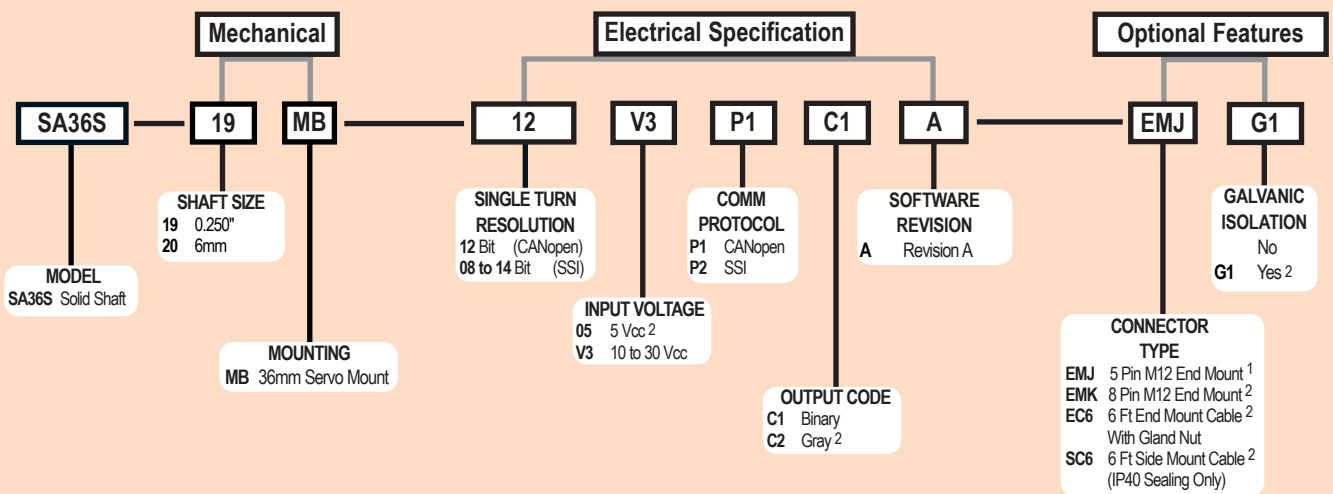 Mechanical
Electrical Specification
Optional Features
SA36S
19
MB
12
V3
P1
C1
A
EMJ
G1
MODEL
SA36S Solid Shaft
SHAFT SIZE
19 0.250"
20 6mm
MOUNTING
MB 36mm Servo Mount
SINGLE TURN
RESOLUTION
12 Bit (CANopen)
08 to 14 Bit (SSI)
INPUT VOLTAGE
05 5 Vcc 2
V3 10 to 30 Vcc
COMM
PROTOCOL
P1 CANopen
P2 SSI
OUTPUT CODE
C1 Binary
C2 Gray 2
SOFTWARE
REVISION
A Revision A
CONNECTOR
TYPE
EMJ 5 Pin M12 End Mount 1
EMK 8 Pin M12 End Mount 2
EC6 6 Ft End Mount Cable 2
With Gland Nut
SC6 6 Ft Side Mount Cable 2
(IP40 Sealing Only)
GALVANIC
ISOLATION
No
G1 Yes 2